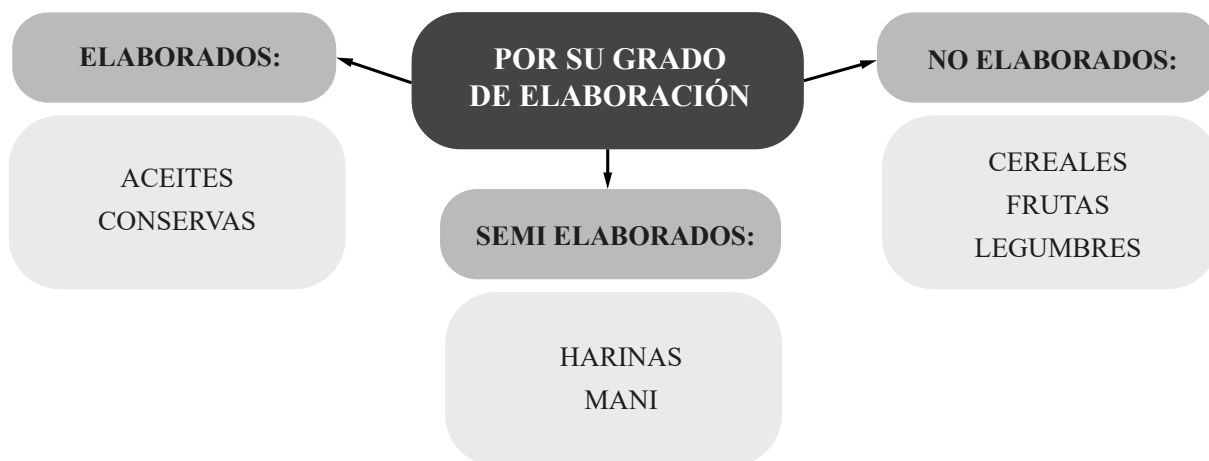 POR SU GRADO
DE ELABORACIÓN
ELABORADOS:
ACEITES
CONSERVAS
SEMI ELABORADOS:
HARINAS
MANI
NO ELABORADOS:
CEREALES
FRUTAS
LEGUMBRES